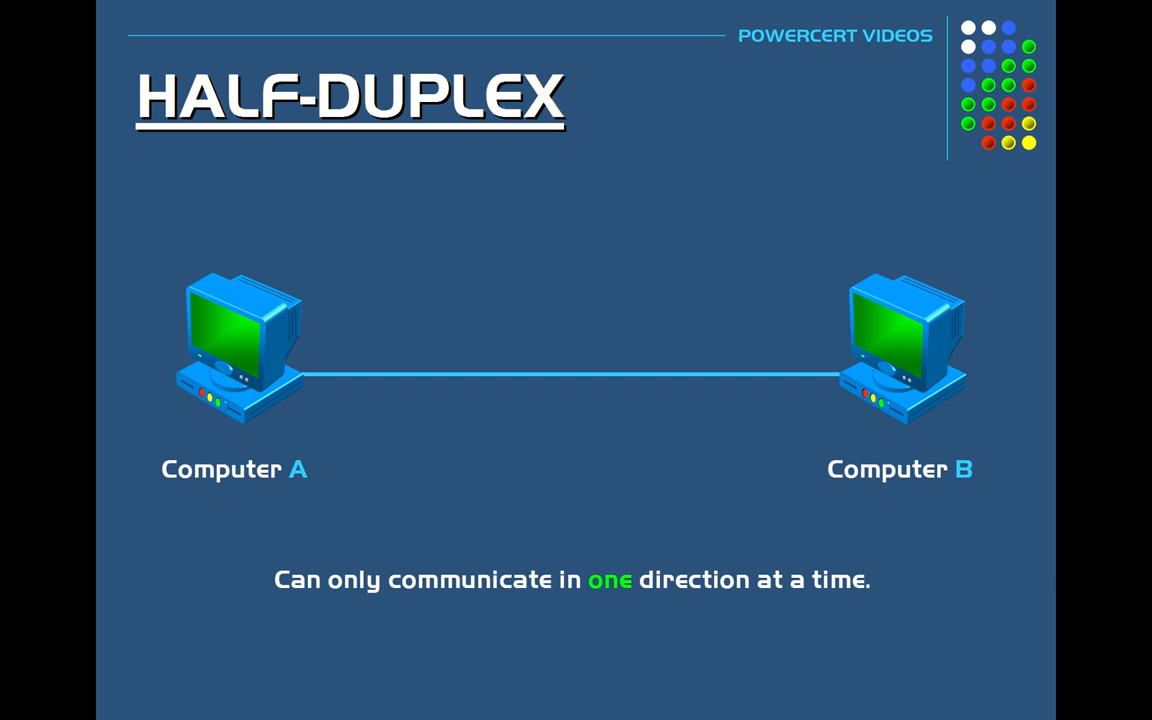 POWERCERT VIDEOS
HALF-DUPLEX
Computer A
Computer B
Can only communicate in one direction at a time.